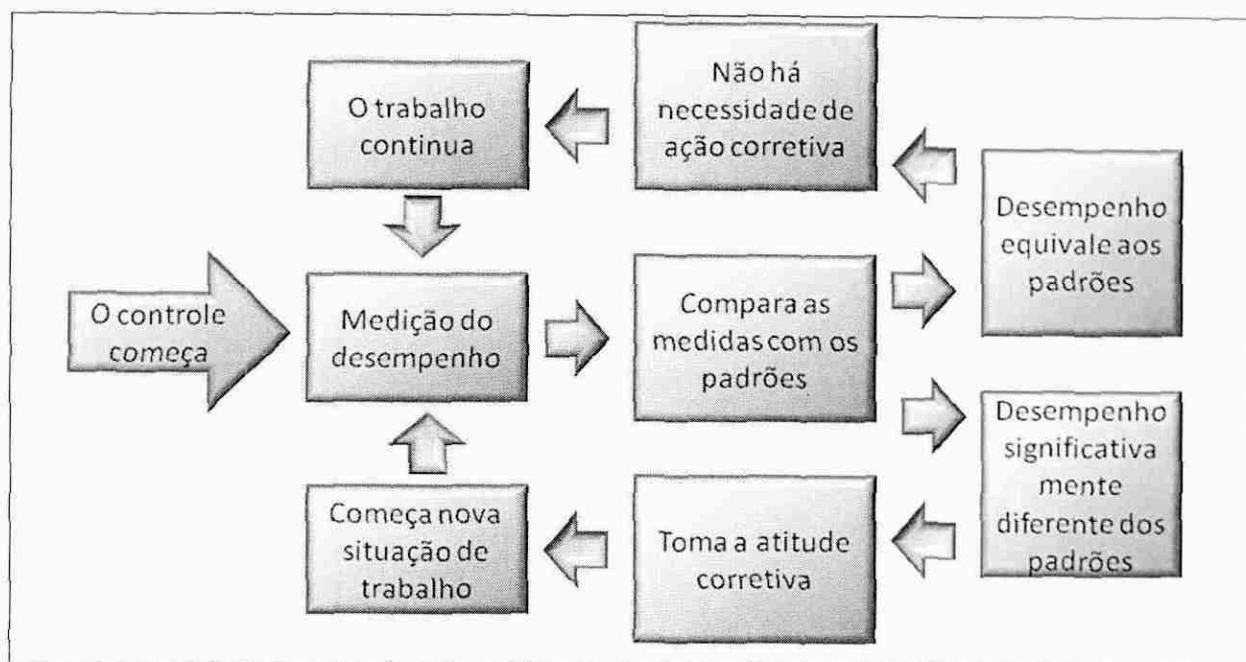 O trabalho
continua
Não há
necessidade de
ação corretiva
Desempenho
equivale aos
padrões
O controle
começa
Medição do
desempenho
Compara as
medidas com os
padrões
Desempenho
significativa
mente
diferente dos
padrões
Começa nova
situação de
trabalho
Toma a atitude
corretiva